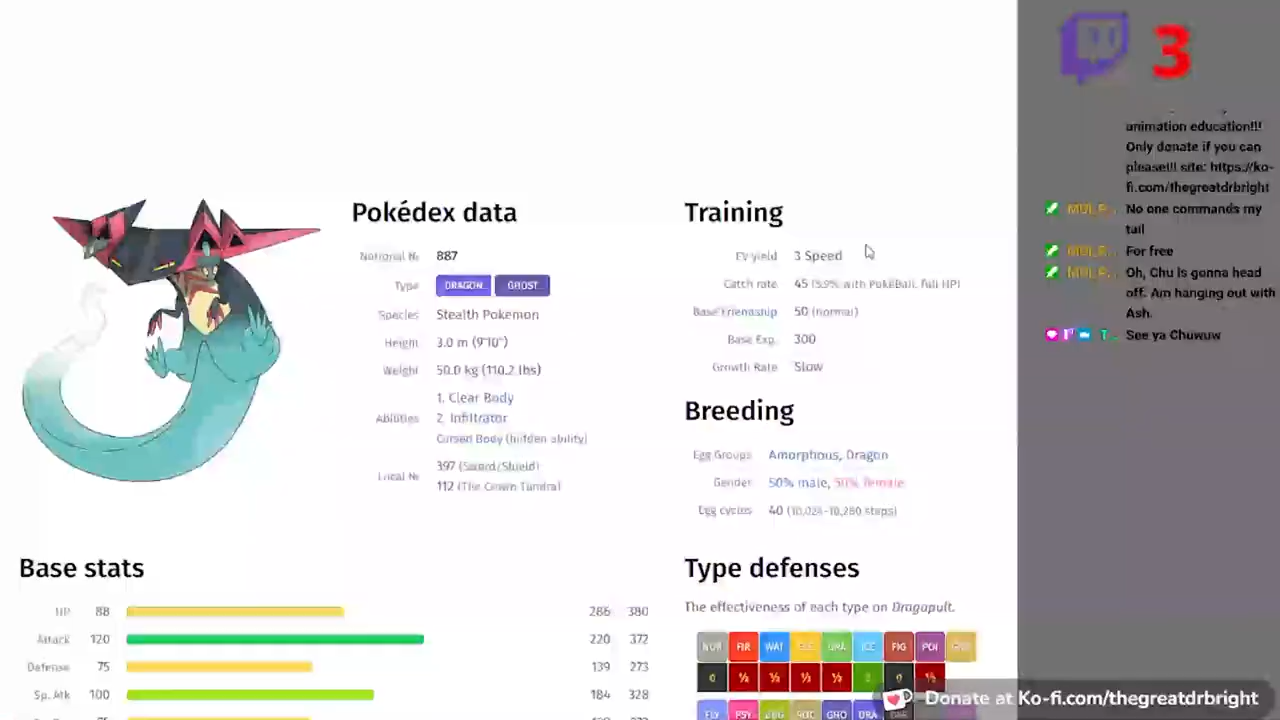 3
animation education!!!
Only donate if you can
please!!! site: https://ko-
fi.com/thegreatdrbright
No one commands my
tail
For free
Oh, Chu is gonna head
off. Am hanging out with
Ash.
See ya Chuwuw
Pokédex data
National № 887
Type DRAGON GHOST
Species Stealth Pokémon
Height 3.0 m (9′10″)
Weight 50.0 kg (110.2 lbs)
Abilities 1. Clear Body
2. Infiltrator
Cursed Body (hidden ability)
Local № 397 (Sword/Shield)
112 (The Crown Tundra)
Training
EV yield 3 Speed
Catch rate 45 (5.9% with PokéBall, full HP)
Base Friendship 50 (normal)
Base Exp. 300
Growth Rate Slow
Breeding
Egg Groups Amorphous, Dragon
Gender 50% male, 50% female
Egg cycles 40 (10,024–10,280 steps)
Base stats
HP 88 286 380
Attack 120 220 372
Defense 75 139 273
Sp. Atk 100 184 328
Type defenses
The effectiveness of each type on Dragapult.
NOR FIR WAT ELE GRA ICE FIG POI
0 ½ ½ ½ ½ 2 0 ½
FLY PSY BUG ROC GHO DRA DAR
Donate at Ko-fi.com/thegreatdrbright